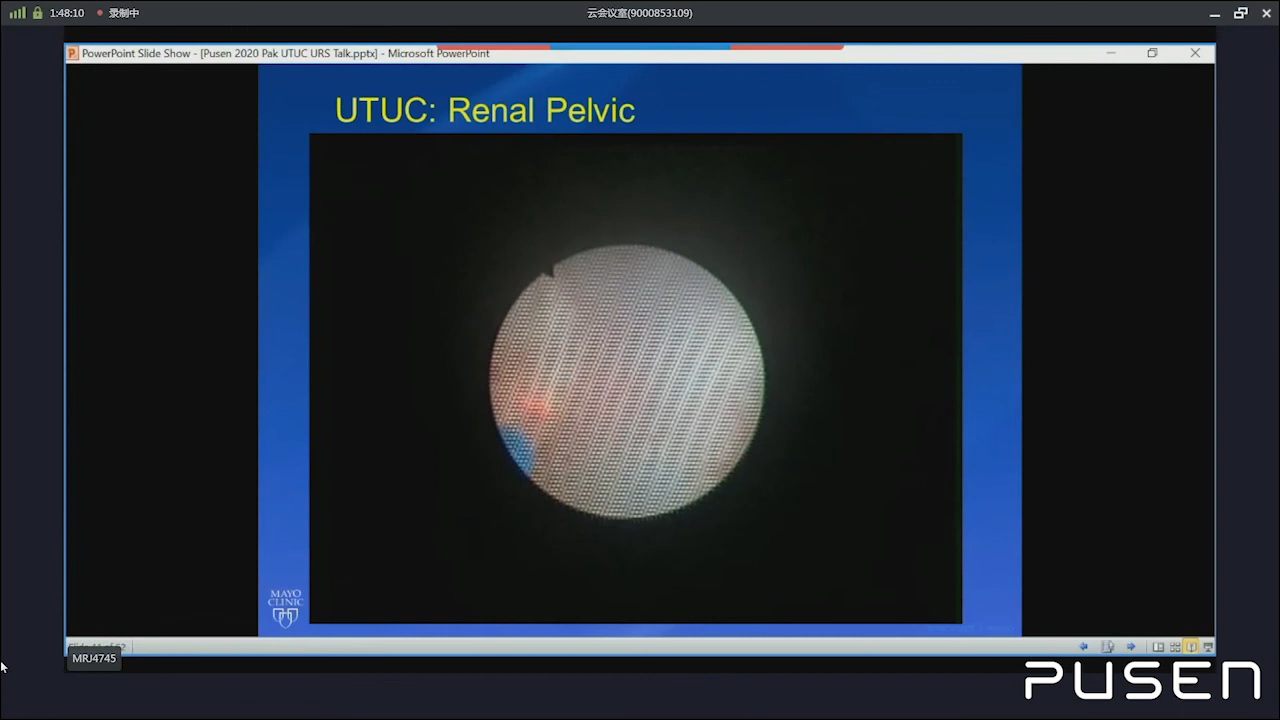 1:48:10 录制中 云会议室(9000853109)
PowerPoint Slide Show - [Pusen 2020 Pak UTUC URS Talk.pptx] - Microsoft PowerPoint
UTUC: Renal Pelvic
MAYO
CLINIC
MRJ4745
PUSEN